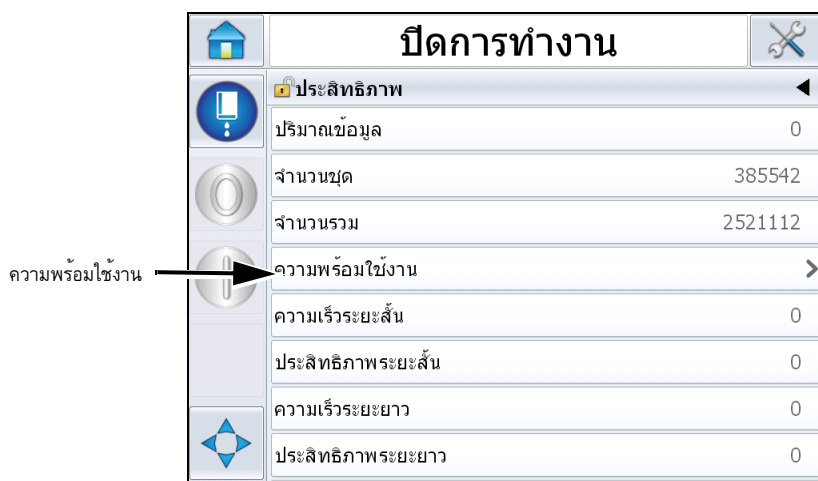 ปิดการทำงาน
ประสิทธิภาพ
ปริมาณข้อมูล 0
จำนวนชุด 385542
จำนวนรวม 2521112
ความพร้อมใช้งาน
ความพร้อมใช้งาน
ความเร็วระยะสั้น 0
ประสิทธิภาพระยะสั้น 0
ความเร็วระยะยาว 0
ประสิทธิภาพระยะยาว 0